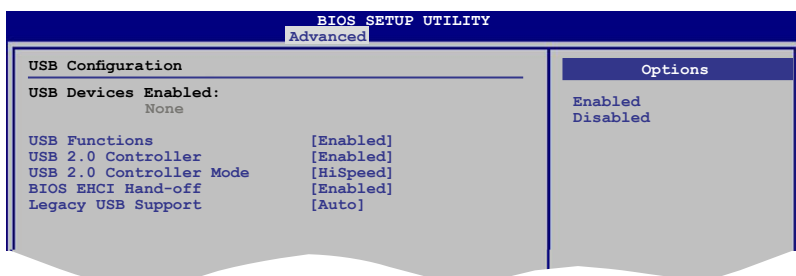 BIOS SETUP UTILITY
Advanced
USB Configuration
USB Devices Enabled:
None
USB Functions [Enabled]
USB 2.0 Controller [Enabled]
USB 2.0 Controller Mode [HiSpeed]
BIOS EHCI Hand-off [Enabled]
Legacy USB Support [Auto]
Options
Enabled
Disabled